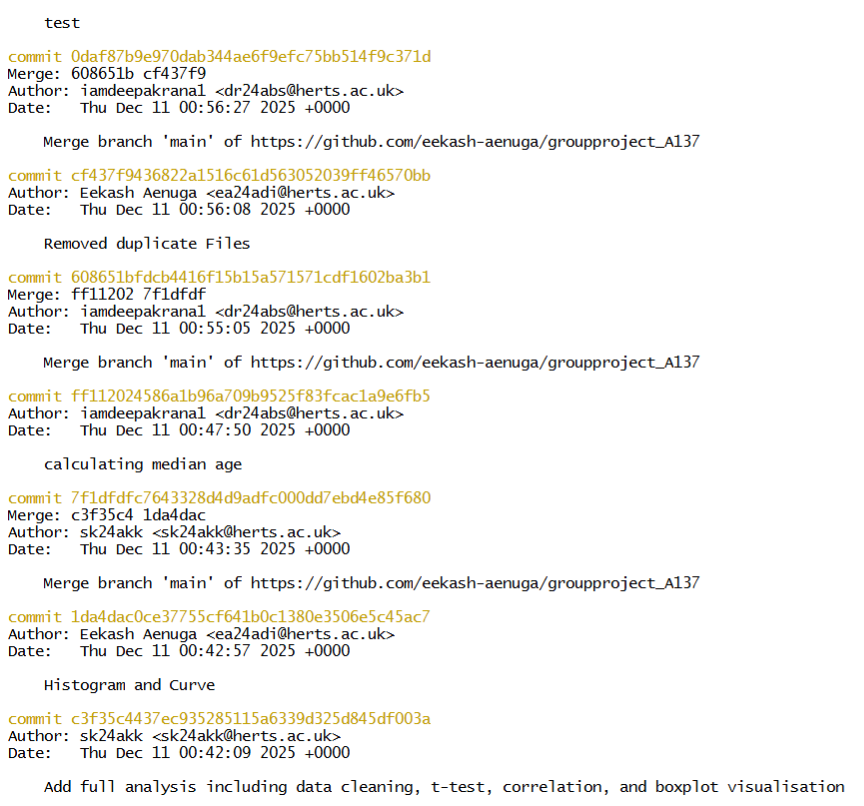 test
commit 0daf87b9e970dab344ae6f9efc75bb514f9c371d
Merge: 608651b cf437f9
Author: iamdeepakrana1 <dr24abs@herts.ac.uk>
Date:   Thu Dec 11 00:56:27 2025 +0000
Merge branch 'main' of https://github.com/eekash-aenuga/groupproject_A137
commit cf437f9436822a1516c61d563052039ff46570bb
Author: Eekash Aenuga <ea24adi@herts.ac.uk>
Date:   Thu Dec 11 00:56:08 2025 +0000
Removed duplicate Files
commit 608651bfdcb4416f15b15a571571cdf1602ba3b1
Merge: ff11202 7f1dfdf
Author: iamdeepakrana1 <dr24abs@herts.ac.uk>
Date:   Thu Dec 11 00:55:05 2025 +0000
Merge branch 'main' of https://github.com/eekash-aenuga/groupproject_A137
commit ff112024586a1b96a709b9525f83fcac1a9e6fb5
Author: iamdeepakrana1 <dr24abs@herts.ac.uk>
Date:   Thu Dec 11 00:47:50 2025 +0000
calculating median age
commit 7f1dfdfc7643328d4d9adfc000dd7ebd4e85f680
Merge: c3f35c4 1da4dac
Author: sk24akk <sk24akk@herts.ac.uk>
Date:   Thu Dec 11 00:43:35 2025 +0000
Merge branch 'main' of https://github.com/eekash-aenuga/groupproject_A137
commit 1da4dac0ce37755cf641b0c1380e3506e5c45ac7
Author: Eekash Aenuga <ea24adi@herts.ac.uk>
Date:   Thu Dec 11 00:42:57 2025 +0000
Histogram and Curve
commit c3f35c4437ec935285115a6339d325d845df003a
Author: sk24akk <sk24akk@herts.ac.uk>
Date:   Thu Dec 11 00:42:09 2025 +0000
Add full analysis including data cleaning, t-test, correlation, and boxplot visualisation